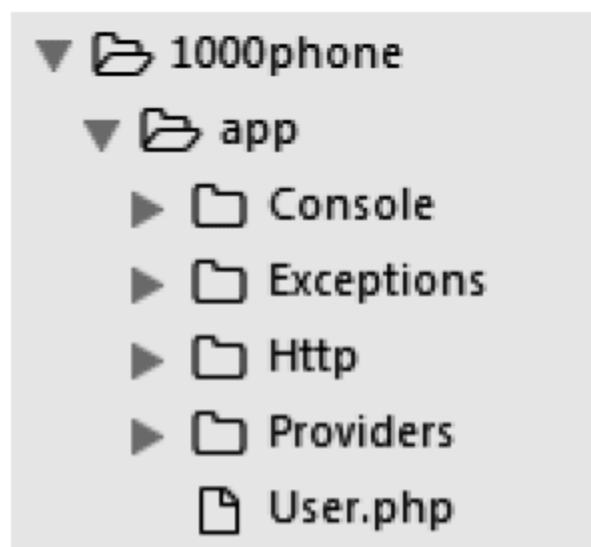 1000phone
app
Console
Exceptions
Http
Providers
User.php